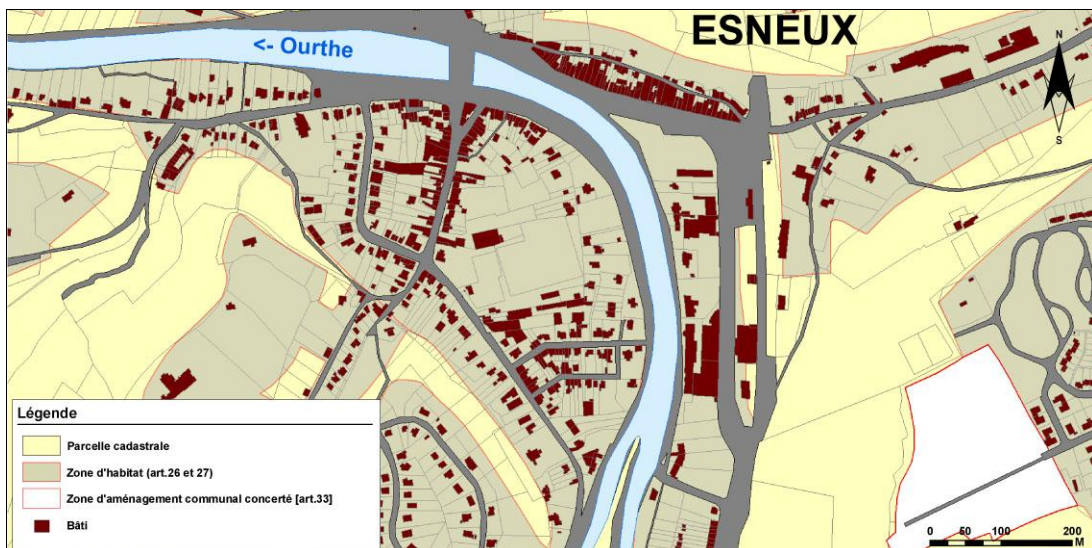 ESNEUX
<- Ourthe
N
S
Légende
Parcelle cadastrale
Zone d'habitat (art.26 et 27)
Zone d'aménagement communal concerté [art.33]
Bâti
0 50 100 200
M